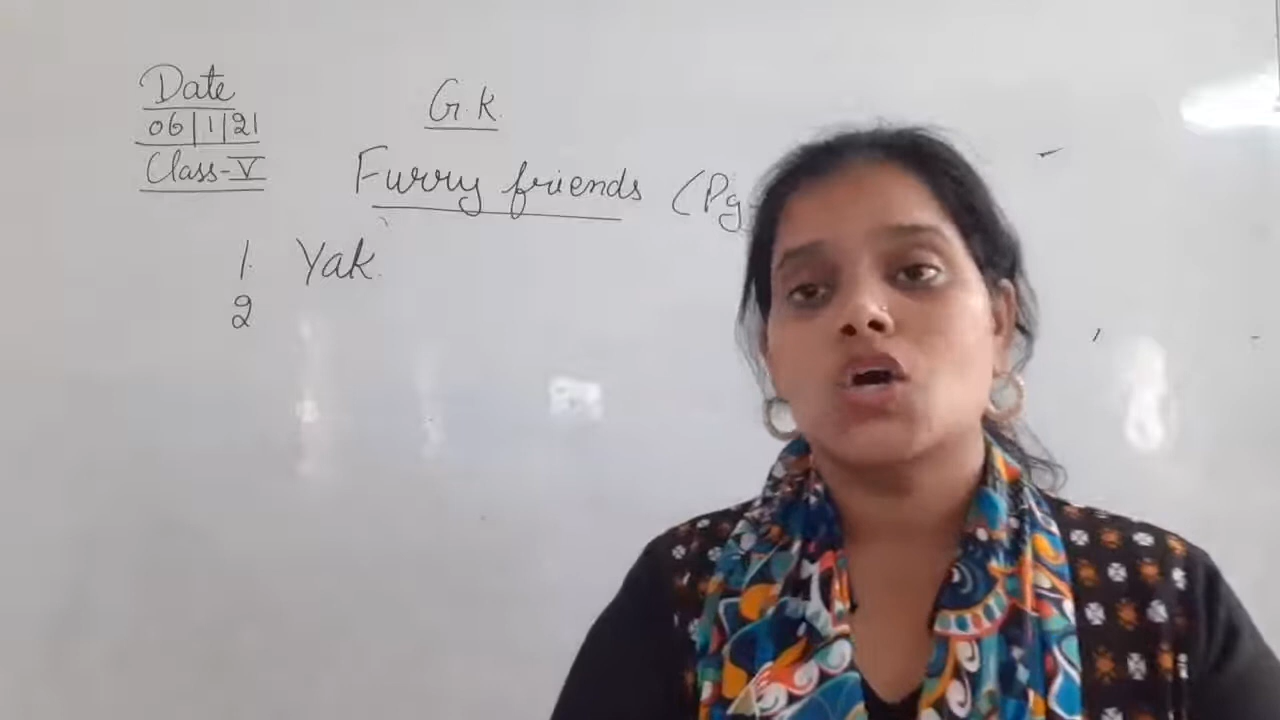 Date
06|1|21
Class-V
G.K.
Furry friends (Pg
1. Yak.
2